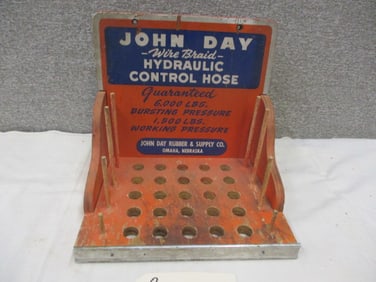 JOHN DAY
-Wire Braid-
HYDRAULIC
CONTROL HOSE
Guaranteed
6,000 LBS.
BURSTING PRESSURE
1,500 LBS.
WORKING PRESSURE
JOHN DAY RUBBER & SUPPLY CO.
OMAHA, NEBRASKA